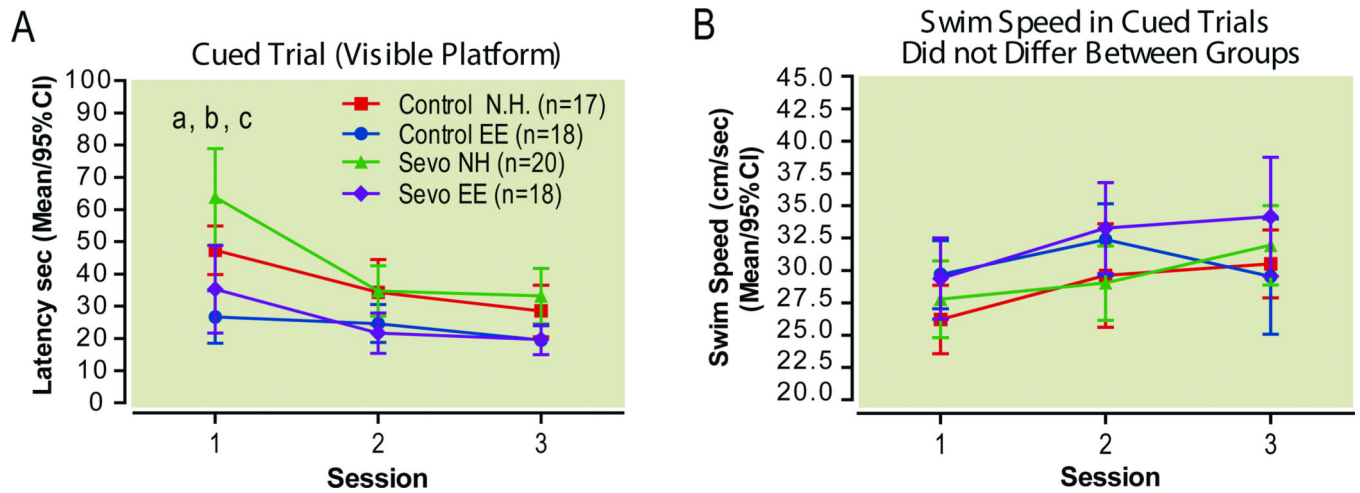 A
Cued Trial (Visible Platform)
100
90
80
70
60
50
40
30
20
10
0
Latency sec (Mean/95%CI)
a, b, c
Control N.H. (n=17)
Control EE (n=18)
Sevo NH (n=20)
Sevo EE (n=18)
1 2 3
Session
B
Swim Speed in Cued Trials
Did not Differ Between Groups
45.0
42.5
40.0
37.5
35.0
32.5
30.0
27.5
25.0
22.5
20.0
Swim Speed (cm/sec)
(Mean/95%CI)
1 2 3
Session